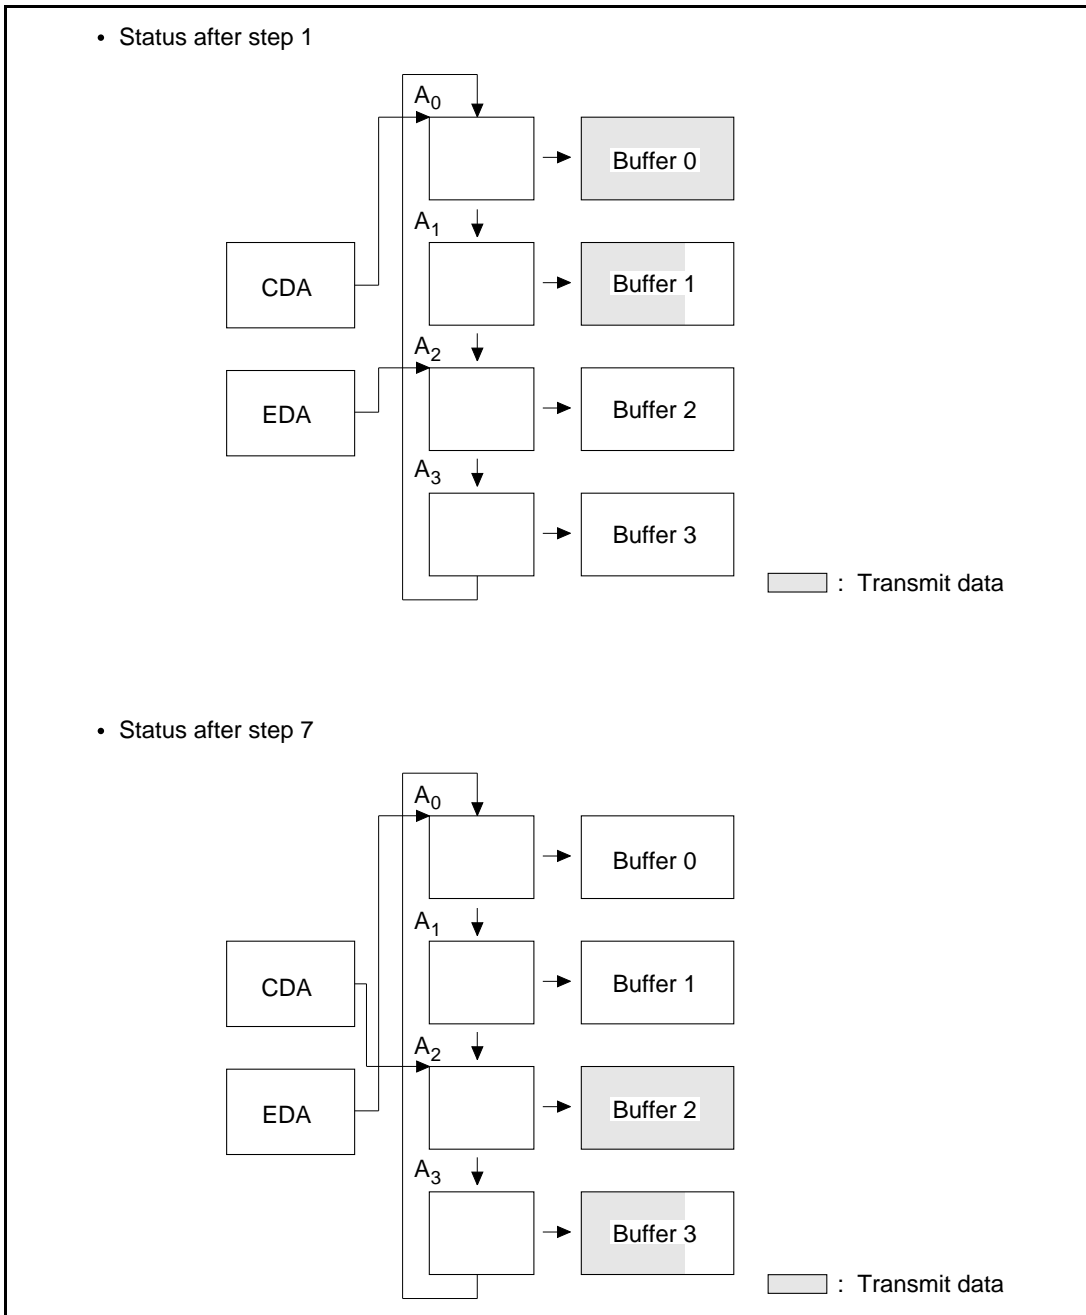 • Status after step 1
A0
Buffer 0
A1
CDA
Buffer 1
A2
EDA
Buffer 2
A3
Buffer 3
: Transmit data
• Status after step 7
A0
Buffer 0
A1
CDA
Buffer 1
A2
EDA
Buffer 2
A3
Buffer 3
: Transmit data